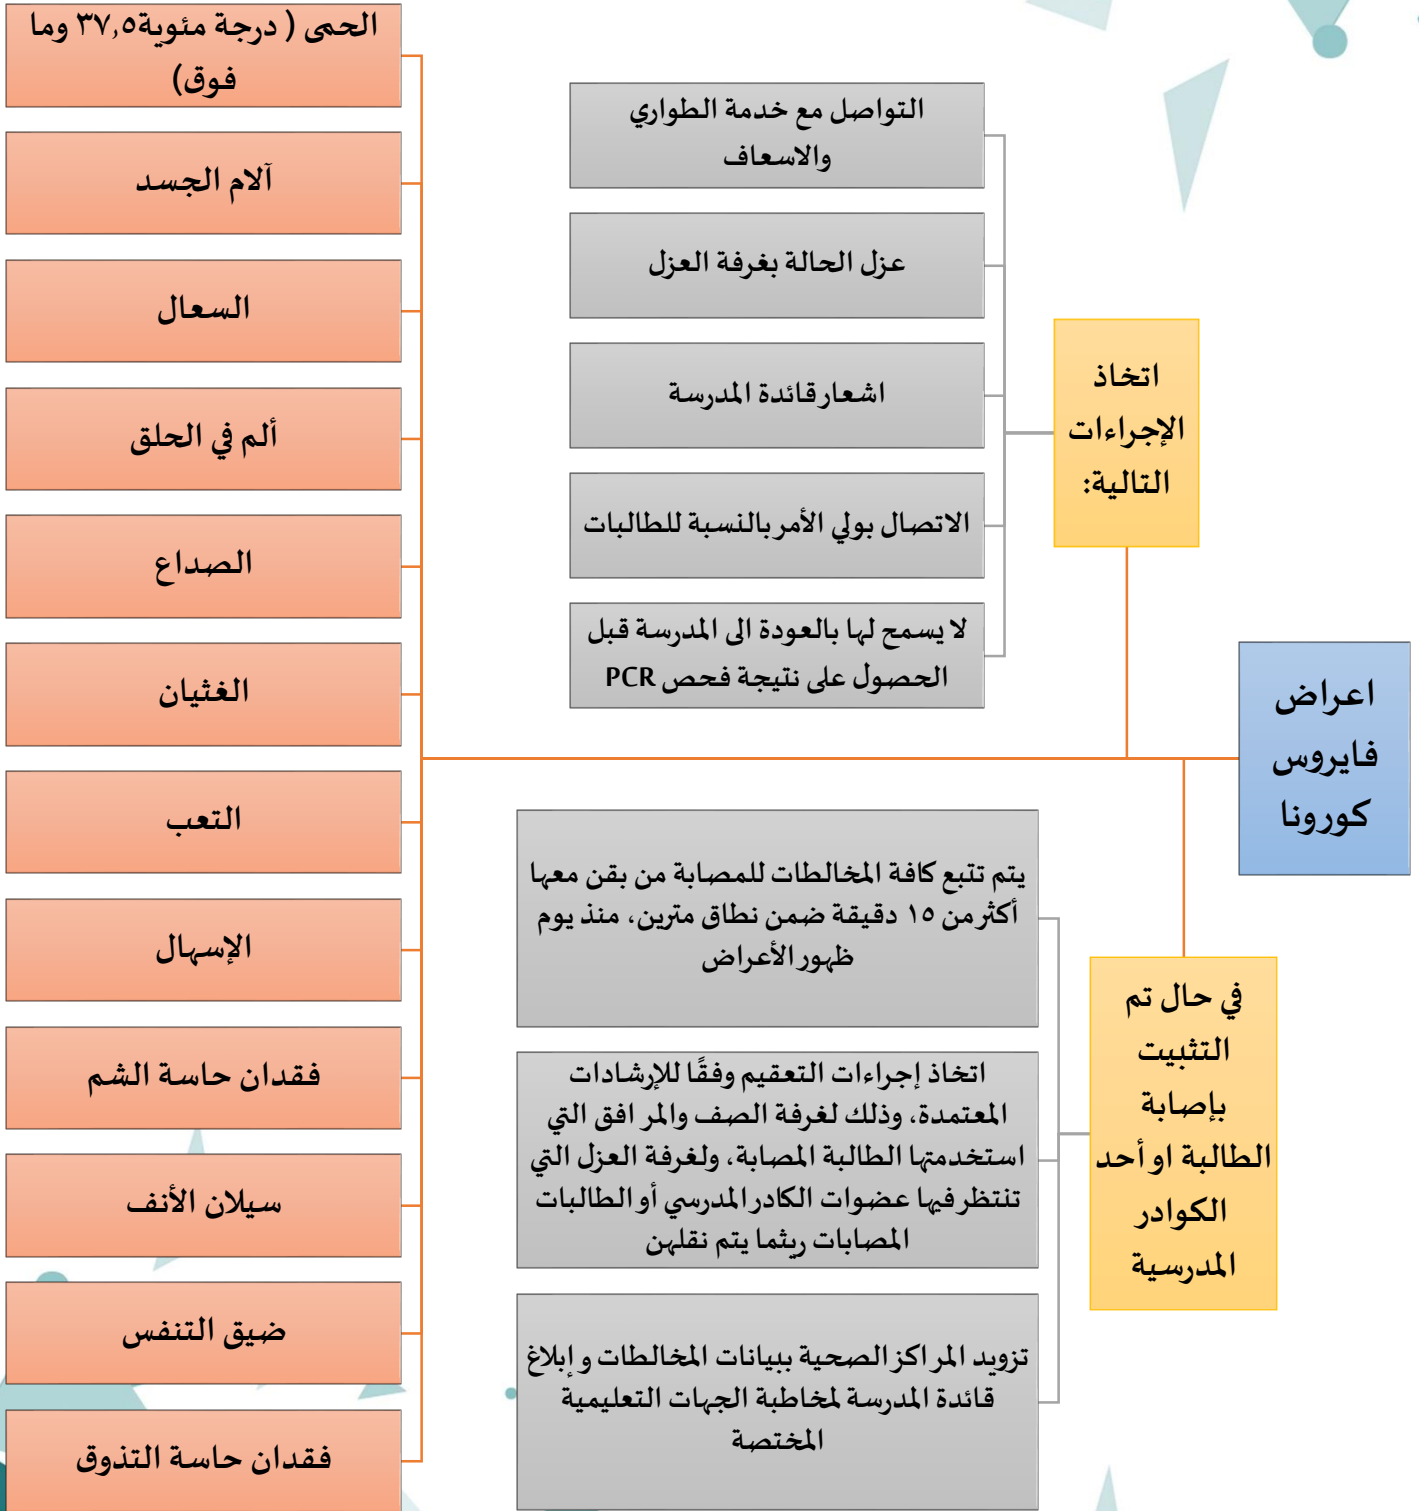 اعراض
فايروس
كورونا
اتخاذ
الإجراءات
التالية:
التواصل مع خدمة الطواري
والاسعاف
عزل الحالة بغرفة العزل
اشعار قائدة المدرسة
الاتصال بولي الأمر بالنسبة للطالبات
لا يسمح لها بالعودة الى المدرسة قبل
الحصول على نتيجة فحص PCR
في حال تم
التثبيت
بإصابة
الطالبة او أحد
الكوادر
المدرسية
يتم تتبع كافة المخالطات للمصابة من بقن معها
أكثر من ١٥ دقيقة ضمن نطاق مترين، منذ يوم
ظهور الأعراض
اتخاذ إجراءات التعقيم وفقًا للإرشادات
المعتمدة، وذلك لغرفة الصف والمرافق التي
استخدمتها الطالبة المصابة، ولغرفة العزل التي
تنتظر فيها عضوات الكادر المدرسي أو الطالبات
المصابات ريثما يتم نقلهن
تزويد المراكز الصحية ببيانات المخالطات وإبلاغ
قائدة المدرسة لمخاطبة الجهات التعليمية
المختصة
الحمى ( درجة مئوية٣٧,٥ وما
فوق)
آلام الجسد
السعال
ألم في الحلق
الصداع
الغثيان
التعب
الإسهال
فقدان حاسة الشم
سيلان الأنف
ضيق التنفس
فقدان حاسة التذوق